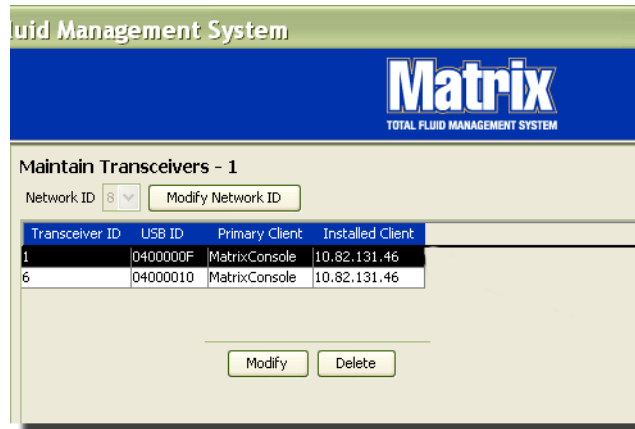 luid Management System
Matrix
TOTAL FLUID MANAGEMENT SYSTEM
Maintain Transceivers - 1
Network ID 8 Modify Network ID
Transceiver ID USB ID Primary Client Installed Client
1 0400000F MatrixConsole 10.82.131.46
6 04000010 MatrixConsole 10.82.131.46
Modify Delete